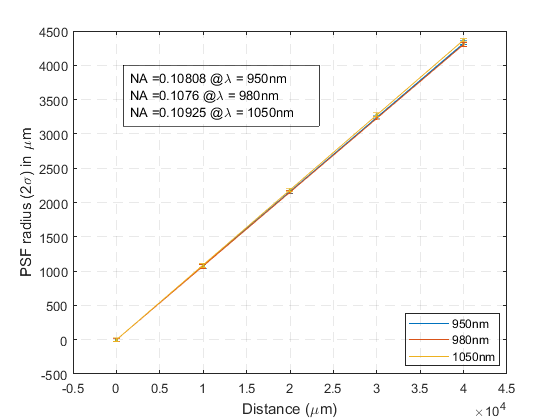 4500
4000
3500
3000
2500
2000
1500
1000
500
0
-500
PSF radius (2σ) in μm
NA =0.10808 @λ = 950nm
NA =0.1076 @λ = 980nm
NA =0.10925 @λ = 1050nm
950nm
980nm
1050nm
-0.5 0 0.5 1 1.5 2 2.5 3 3.5 4 4.5
×10⁴
Distance (μm)